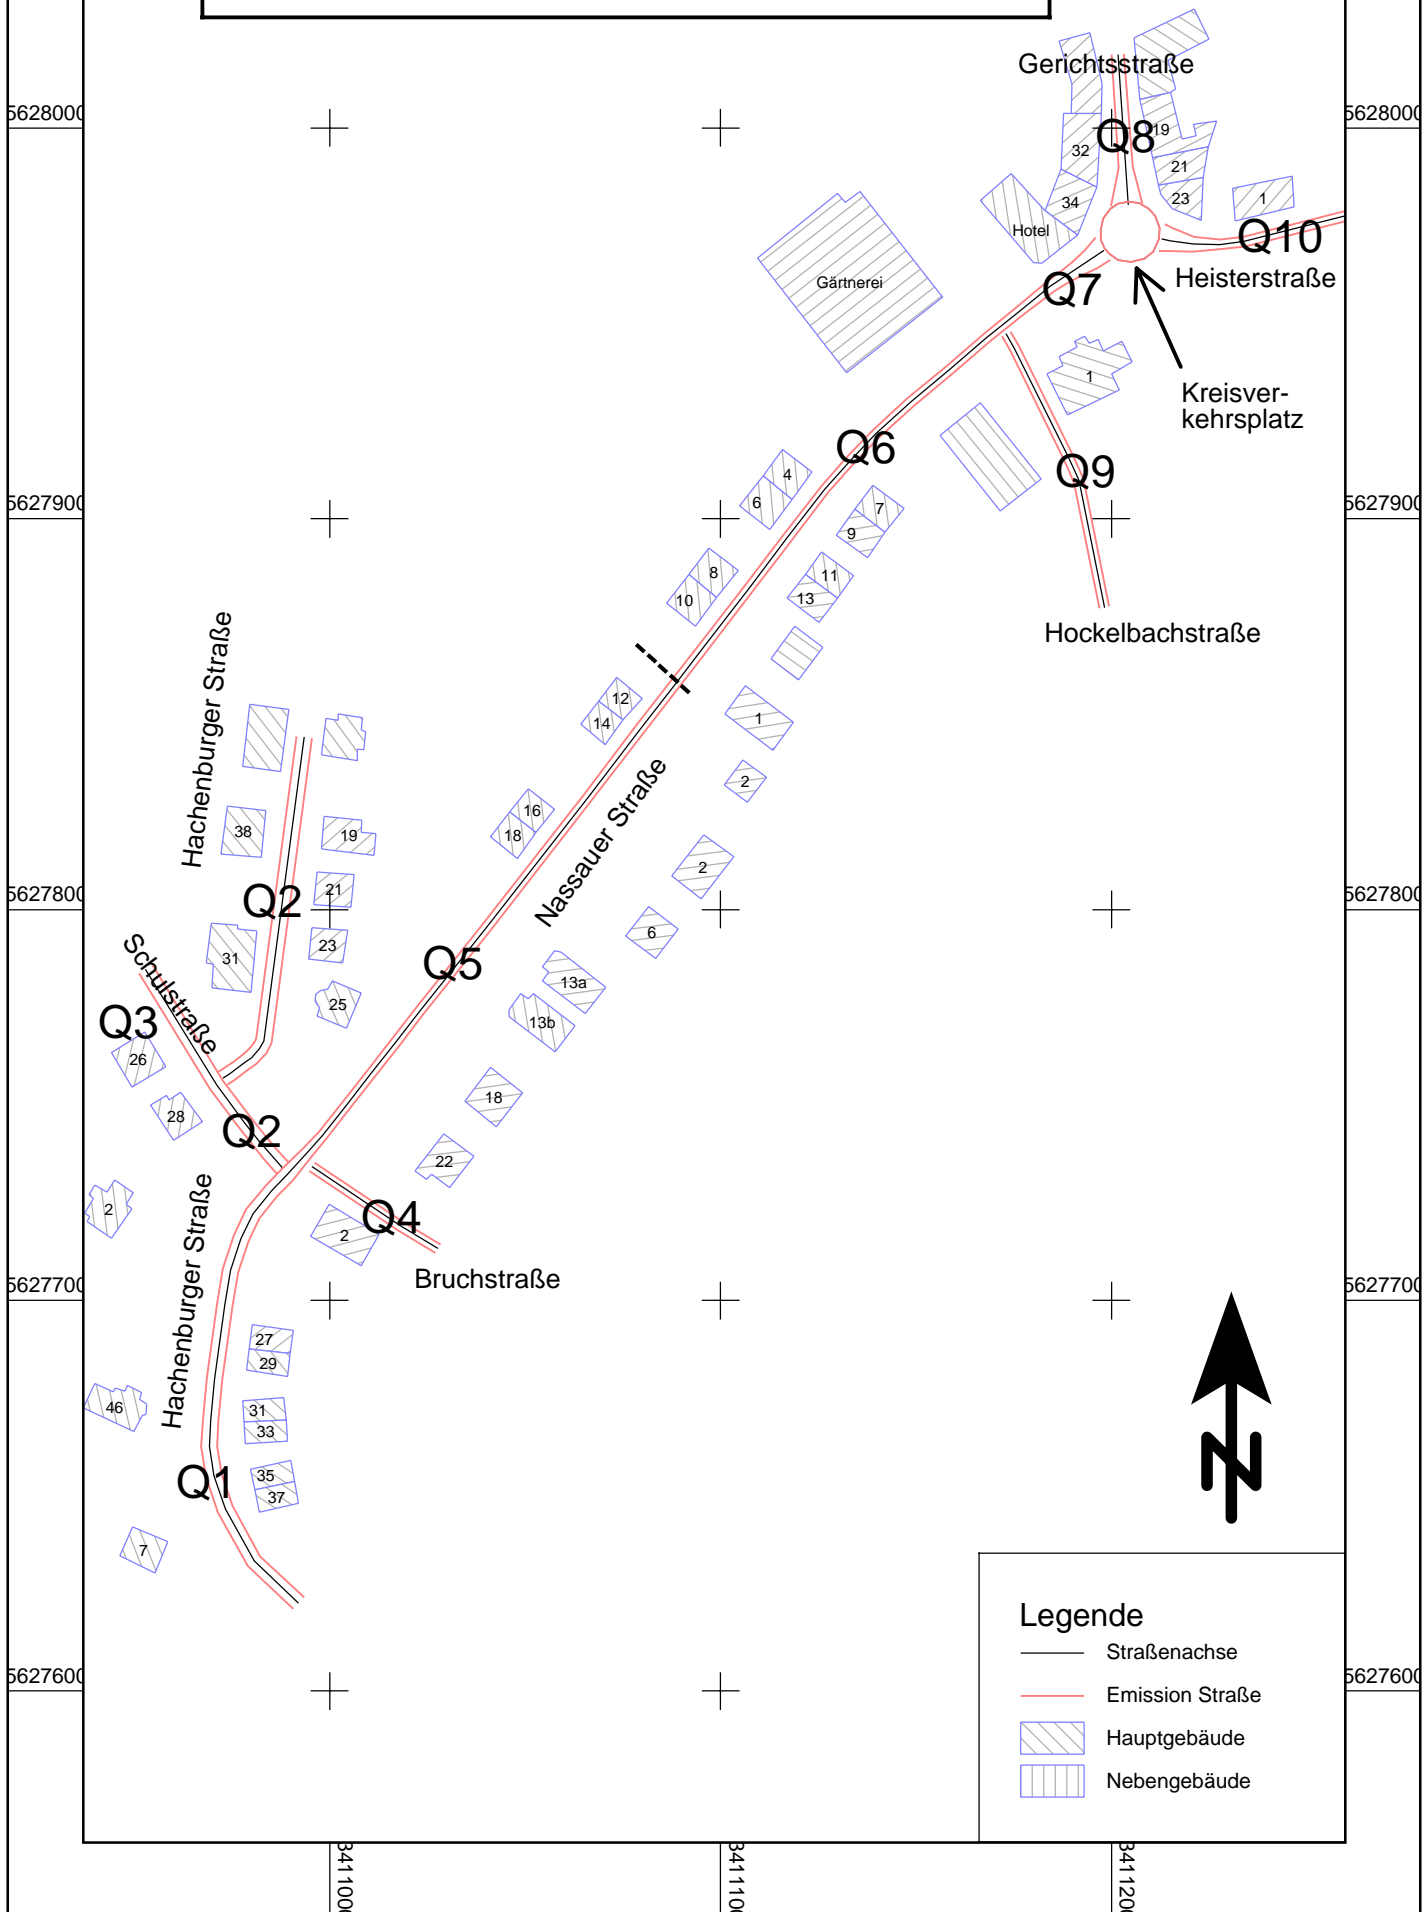 Gerichtsstraße
5628000
5628000
Q8
19
32
21
34
23
1
Hotel
Q10
Heisterstraße
Gärtnerei
Q7
1
Kreisver-
kehrsplatz
Q6
4
6
Q9
7
9
5627900
5627900
8
11
10
13
Hockelbachstraße
Hachenburger Straße
12
14
1
2
Nassauer Straße
16
18
38
19
2
21
Q2
5627800
5627800
6
23
31
Schulstraße
Q5
13a
25
13b
Q3
26
18
28
Q2
22
2
Q4
2
Hachenburger Straße
Bruchstraße
5627700
5627700
27
29
46
31
33
35
Q1
37
7
N
Legende
Straßenachse
Emission Straße
Hauptgebäude
Nebengebäude
5627600
5627600
3411000
3411100
3411200